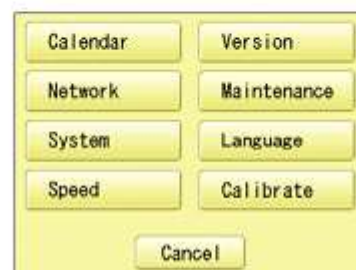 Calendar
Version
Network
Maintenance
System
Language
Speed
Calibrate
Cancel